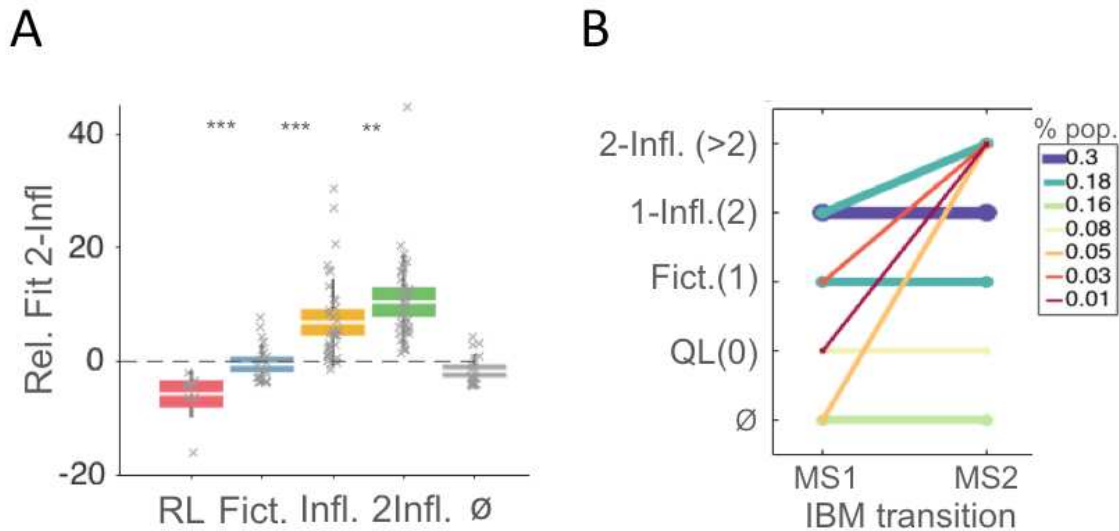 A
Rel. Fit 2-Infl
40
20
0
-20
***
***
**
RL
Fict.
Infl.
2Infl.
Ø
B
2-Infl. (>2)
1-Infl.(2)
Fict.(1)
QL(0)
Ø
MS1
MS2
IBM transition
% pop.
0.3
0.18
0.16
0.08
0.05
0.03
0.01